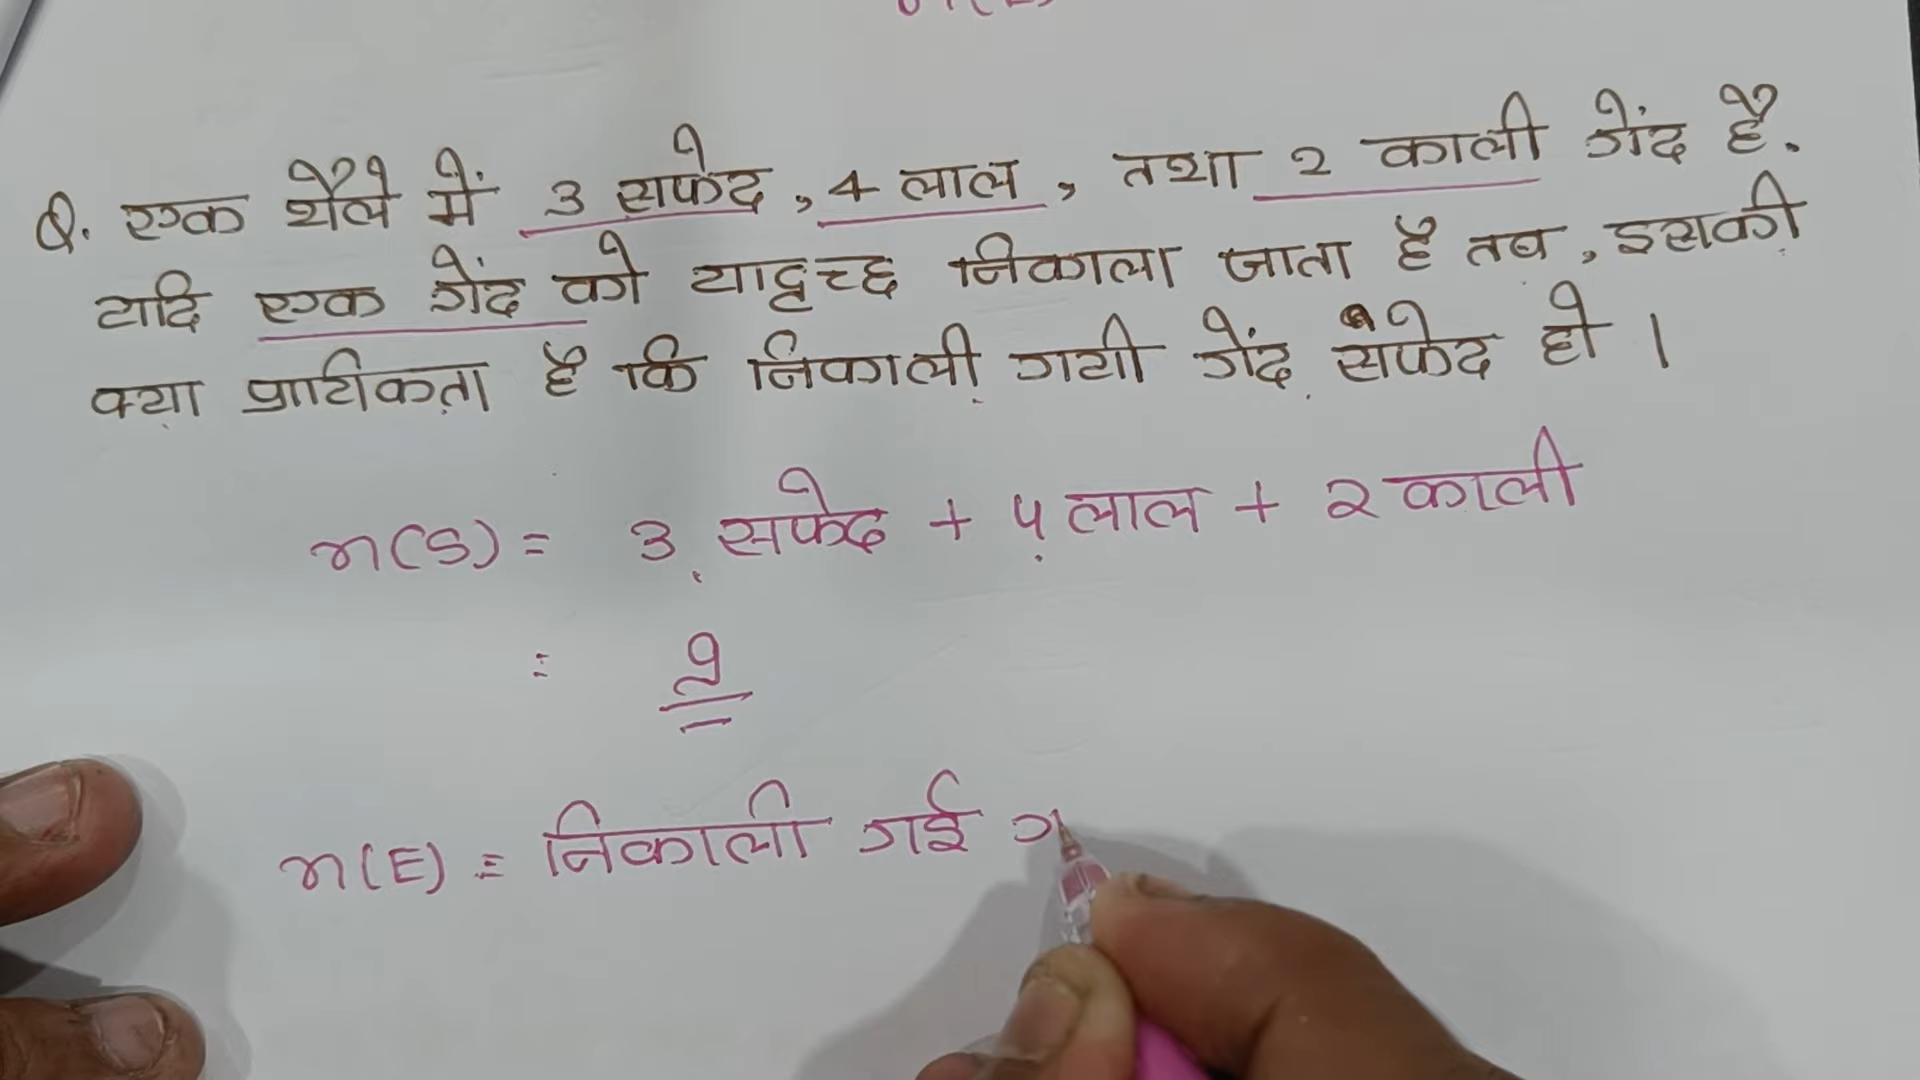 Q. एक थैले में 3 सफेद, 4 लाल, तथा 2 काली गेंद है.
यदि एक गेंद को यादृच्छ निकाला जाता है तब, इसकी
क्या प्रायिकता है कि निकाली गयी गेंद सफेद हो।
n(S) = 3 सफेद + 4 लाल + 2 काली
= 9
n(E) = निकाली गई ग